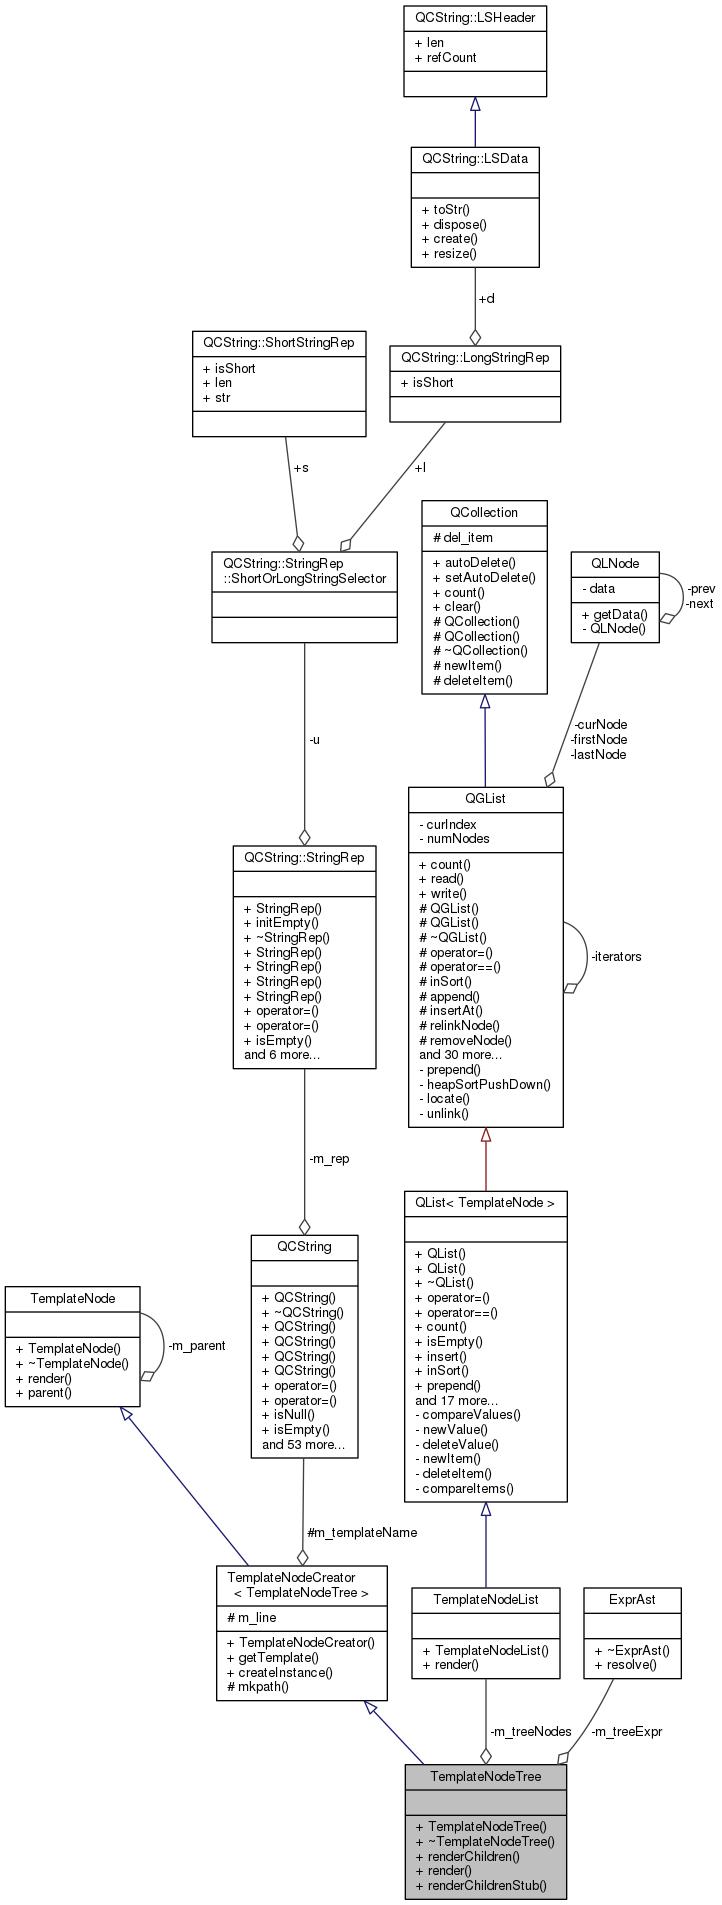 QCString::LSHeader
+ len
+ refCount
QCString::LSData
+ toStr()
+ dispose()
+ create()
+ resize()
+d
QCString::ShortStringRep
+ isShort
+ len
+ str
QCString::LongStringRep
+ isShort
+s
+l
QCString::StringRep
::ShortOrLongStringSelector
QCollection
# del_item
+ autoDelete()
+ setAutoDelete()
+ count()
+ clear()
# QCollection()
# QCollection()
# ~QCollection()
# newItem()
# deleteItem()
QLNode
- data
+ getData()
- QLNode()
-prev
-next
-u
-curNode
-firstNode
-lastNode
QCString::StringRep
+ StringRep()
+ initEmpty()
+ ~StringRep()
+ StringRep()
+ StringRep()
+ StringRep()
+ StringRep()
+ operator=()
+ operator=()
+ isEmpty()
and 6 more...
QGList
- curIndex
- numNodes
+ count()
+ read()
+ write()
# QGList()
# QGList()
# ~QGList()
# operator=()
# operator==()
# inSort()
# append()
# insertAt()
# relinkNode()
# removeNode()
and 30 more...
- prepend()
- heapSortPushDown()
- locate()
- unlink()
-iterators
-m_rep
QCString
+ QCString()
+ ~QCString()
+ QCString()
+ QCString()
+ QCString()
+ QCString()
+ operator=()
+ operator=()
+ isNull()
+ isEmpty()
and 53 more...
QList< TemplateNode >
+ QList()
+ QList()
+ ~QList()
+ operator=()
+ operator==()
+ count()
+ isEmpty()
+ insert()
+ inSort()
+ prepend()
and 17 more...
- compareValues()
- newValue()
- deleteValue()
- newItem()
- deleteItem()
- compareItems()
TemplateNode
+ TemplateNode()
+ ~TemplateNode()
+ render()
+ parent()
-m_parent
#m_templateName
TemplateNodeCreator
< TemplateNodeTree >
# m_line
+ TemplateNodeCreator()
+ getTemplate()
+ createInstance()
# mkpath()
TemplateNodeList
+ TemplateNodeList()
+ render()
ExprAst
+ ~ExprAst()
+ resolve()
-m_treeNodes
-m_treeExpr
TemplateNodeTree
+ TemplateNodeTree()
+ ~TemplateNodeTree()
+ renderChildren()
+ render()
+ renderChildrenStub()